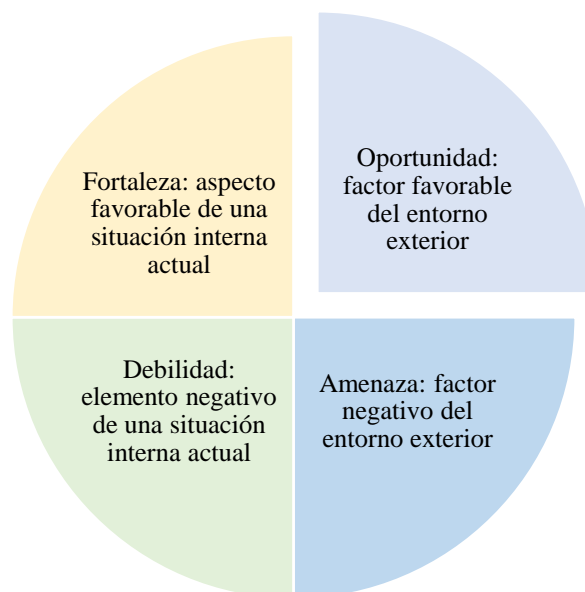 Fortaleza: aspecto
favorable de una
situación interna
actual
Oportunidad:
factor favorable
del entorno
exterior
Debilidad:
elemento negativo
de una situación
interna actual
Amenaza: factor
negativo del
entorno exterior